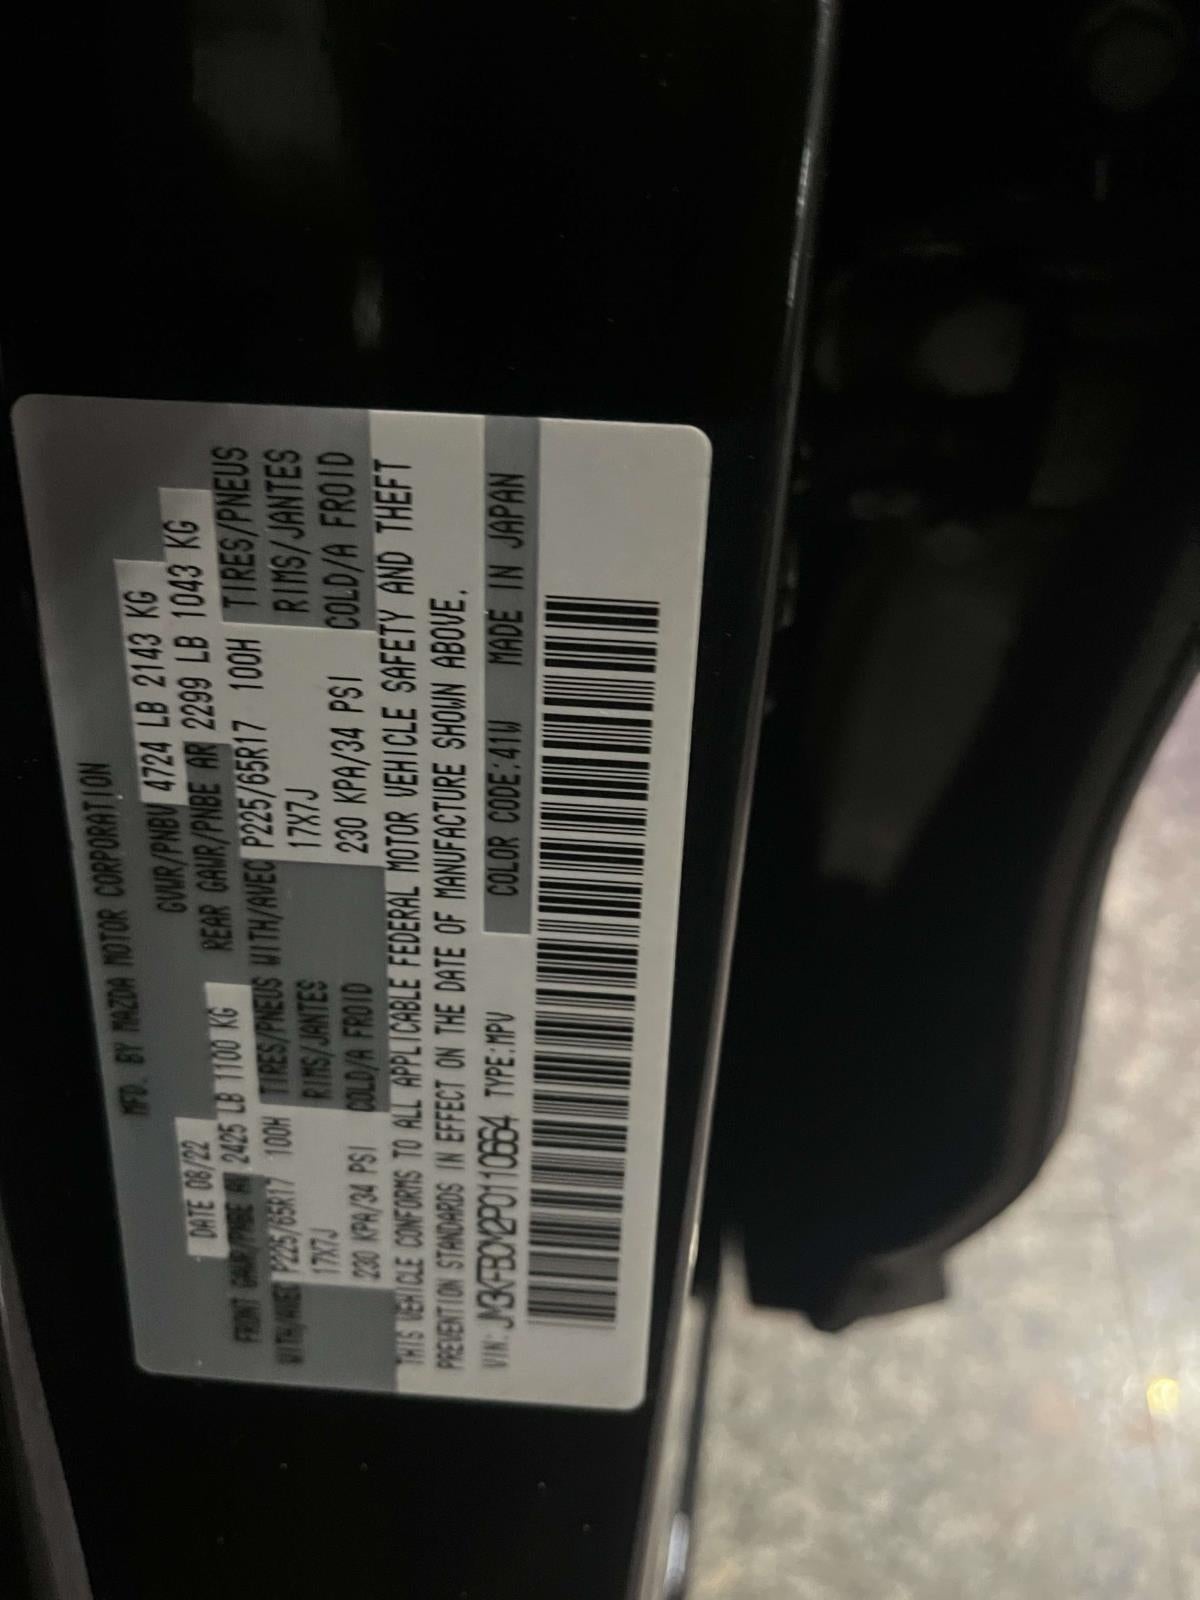 MFD. BY MAZDA MOTOR CORPORATION
DATE 08/22 GVWR/PNBV 4724 LB 2143 KG
FRONT GAWR/PNBE AV 2425 LB 1100 KG REAR GAWR/PNBE AR 2299 LB 1043 KG
WITH/AVEC P225/65R17 100H TIRES/PNEUS WITH/AVEC P225/65R17 100H TIRES/PNEUS
17X7J RIMS/JANTES 17X7J RIMS/JANTES
230 KPA/34 PSI COLD/A FROID 230 KPA/34 PSI COLD/A FROID
THIS VEHICLE CONFORMS TO ALL APPLICABLE FEDERAL MOTOR VEHICLE SAFETY AND THEFT
PREVENTION STANDARDS IN EFFECT ON THE DATE OF MANUFACTURE SHOWN ABOVE.
VIN: JM3KFBCM2P0110664 TYPE:MPV COLOR CODE:41W MADE IN JAPAN